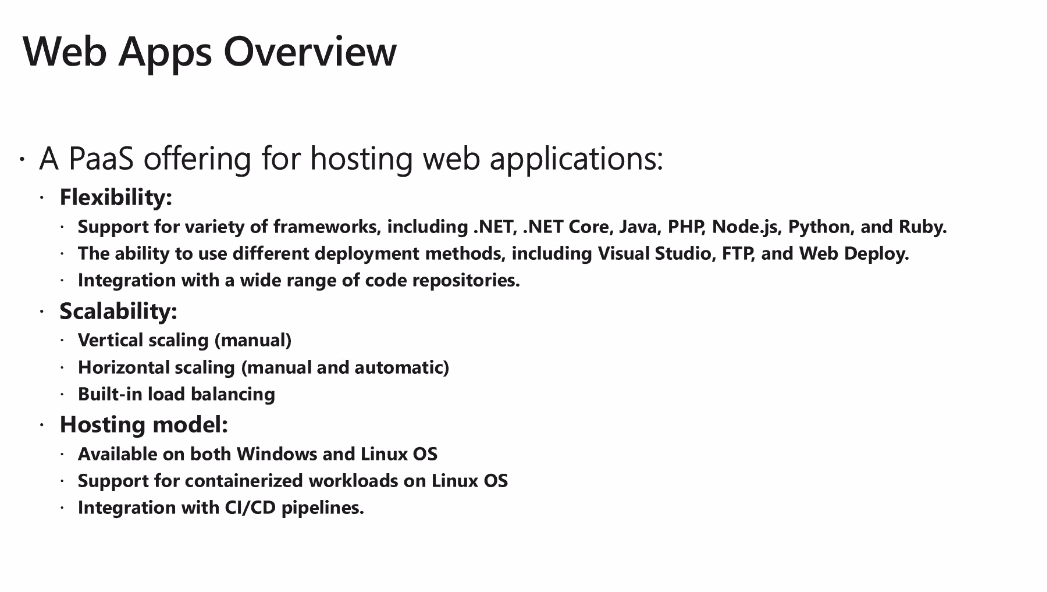 Web Apps Overview
· A PaaS offering for hosting web applications:
· Flexibility:
· Support for variety of frameworks, including .NET, .NET Core, Java, PHP, Node.js, Python, and Ruby.
· The ability to use different deployment methods, including Visual Studio, FTP, and Web Deploy.
· Integration with a wide range of code repositories.
· Scalability:
· Vertical scaling (manual)
· Horizontal scaling (manual and automatic)
· Built-in load balancing
· Hosting model:
· Available on both Windows and Linux OS
· Support for containerized workloads on Linux OS
· Integration with CI/CD pipelines.